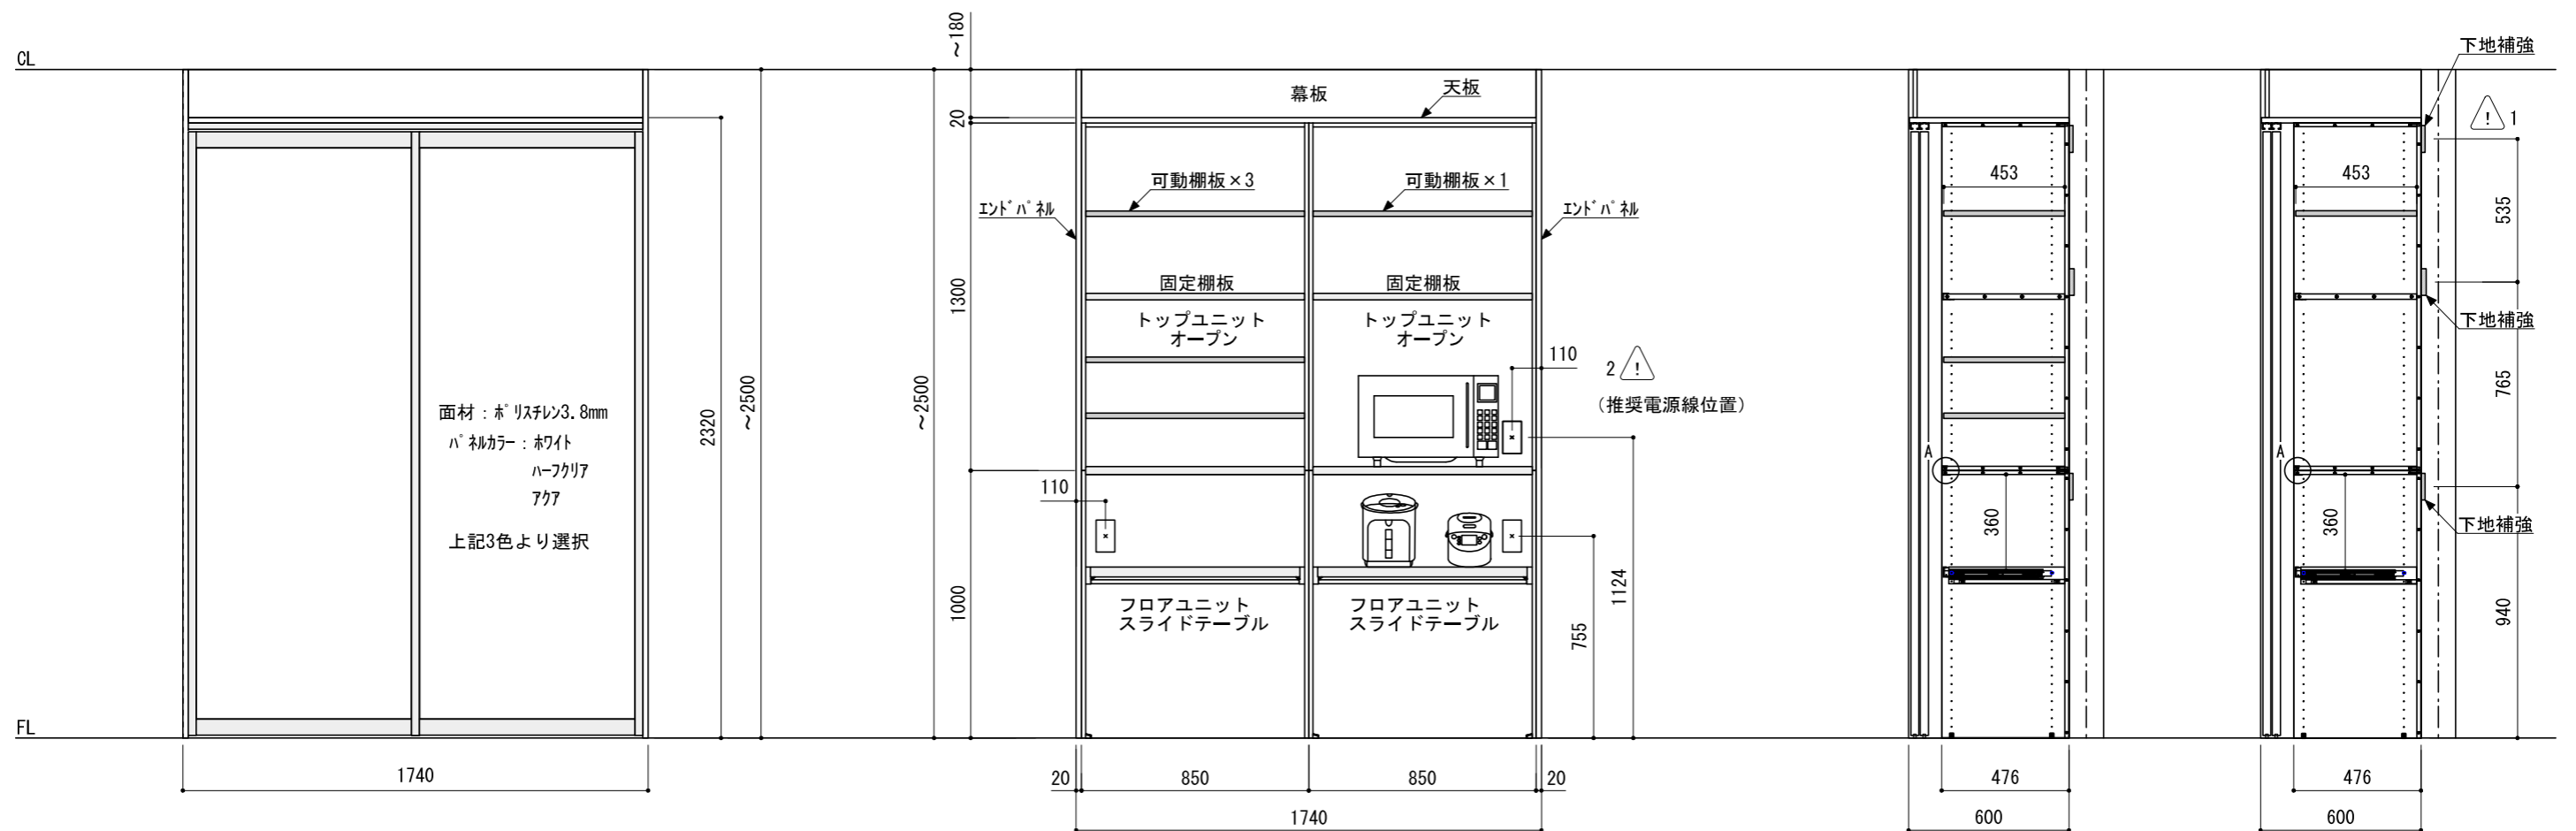 CL
FL
1740
2320
～2500
面材：ﾎﾟﾘｽﾁﾚﾝ3.8mm
ﾊﾟﾈﾙｶﾗｰ：ﾎﾜｲﾄ
ﾊｰﾌｸﾘｱ
ｱｸｱ
上記3色より選択
～2500
～180
20
1300
1000
幕板
天板
可動棚板×3
可動棚板×1
ｴﾝﾄﾞﾊﾟﾈﾙ
ｴﾝﾄﾞﾊﾟﾈﾙ
固定棚板
固定棚板
トップユニット
オープン
トップユニット
オープン
110
2 !
（推奨電源線位置）
110
フロアユニット
スライドテーブル
フロアユニット
スライドテーブル
755
1124
20
850
850
20
1740
453
A
360
476
600
下地補強
! 1
453
535
下地補強
765
A
360
下地補強
940
476
600